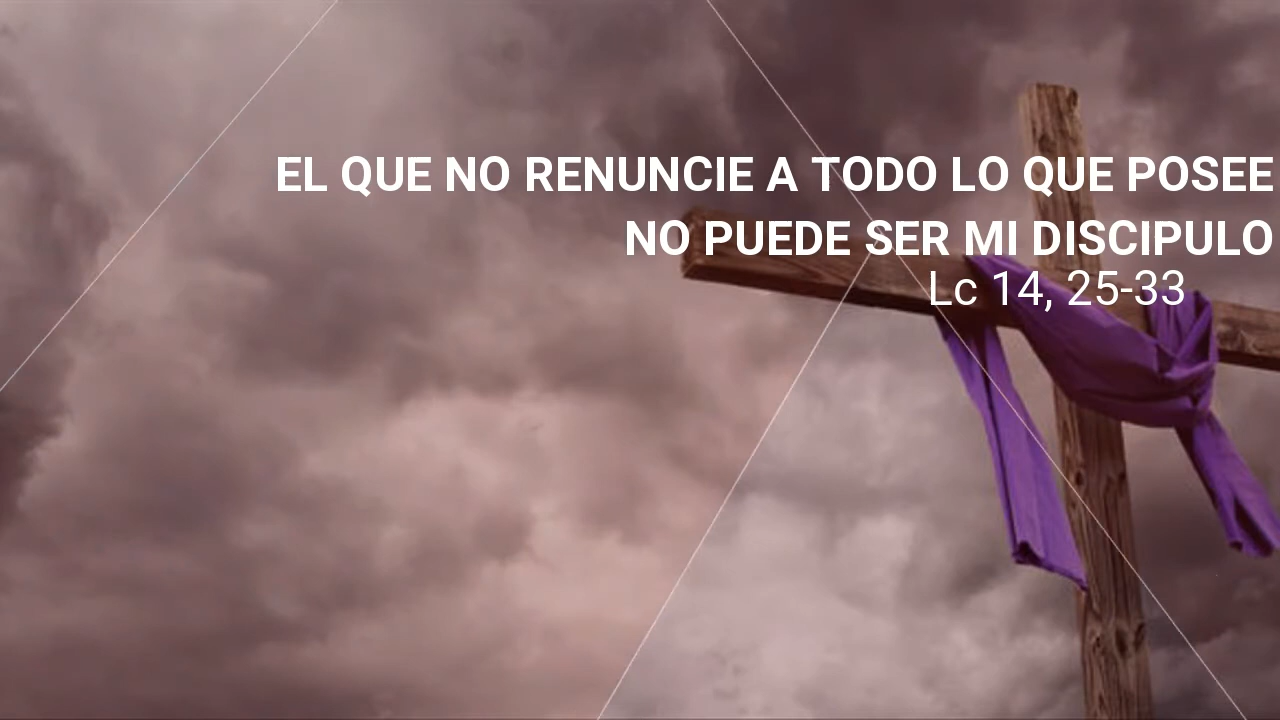 EL QUE NO RENUNCIE A TODO LO QUE POSEE
NO PUEDE SER MI DISCIPULO
Lc 14, 25-33